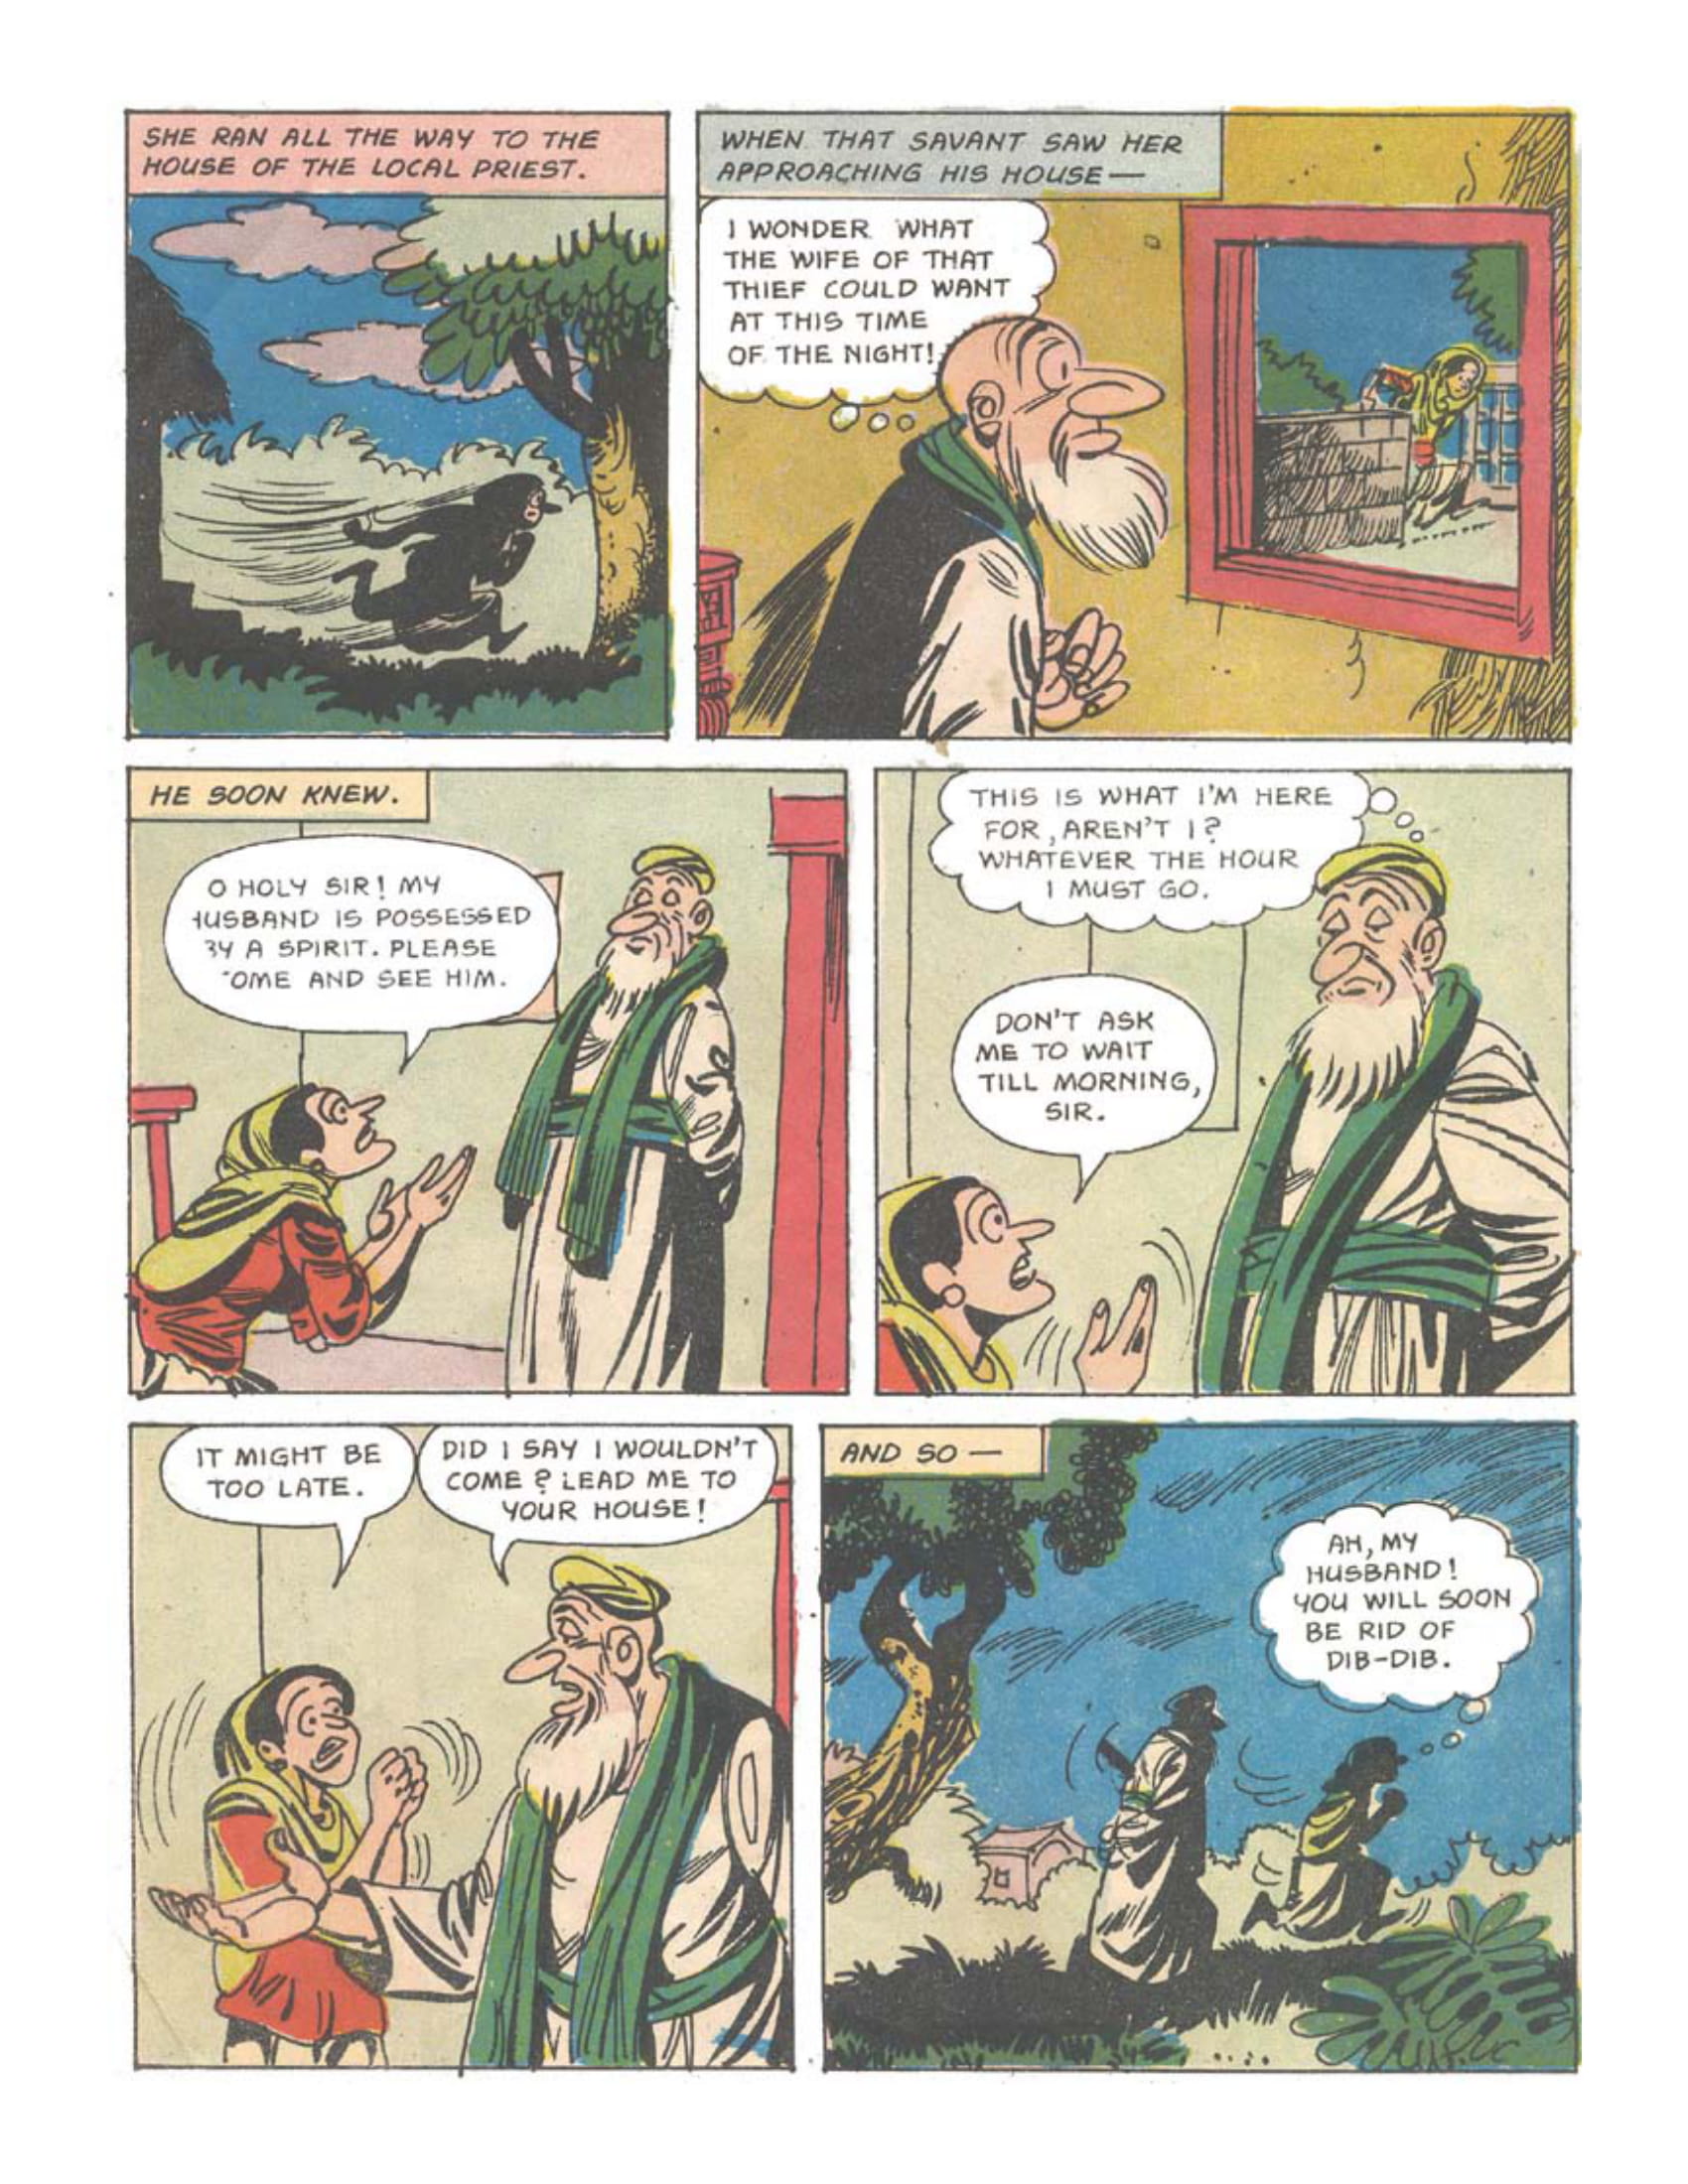 SHE RAN ALL THE WAY TO THE
HOUSE OF THE LOCAL PRIEST.
WHEN THAT SAVANT SAW HER
APPROACHING HIS HOUSE—
I WONDER WHAT
THE WIFE OF THAT
THIEF COULD WANT
AT THIS TIME
OF THE NIGHT!
HE SOON KNEW.
O HOLY SIR! MY
HUSBAND IS POSSESSED
BY A SPIRIT. PLEASE
COME AND SEE HIM.
THIS IS WHAT I'M HERE
FOR, AREN'T I?
WHATEVER THE HOUR
I MUST GO.
DON'T ASK
ME TO WAIT
TILL MORNING,
SIR.
IT MIGHT BE
TOO LATE.
DID I SAY I WOULDN'T
COME? LEAD ME TO
YOUR HOUSE!
AND SO —
AH, MY
HUSBAND!
YOU WILL SOON
BE RID OF
DIB-DIB.